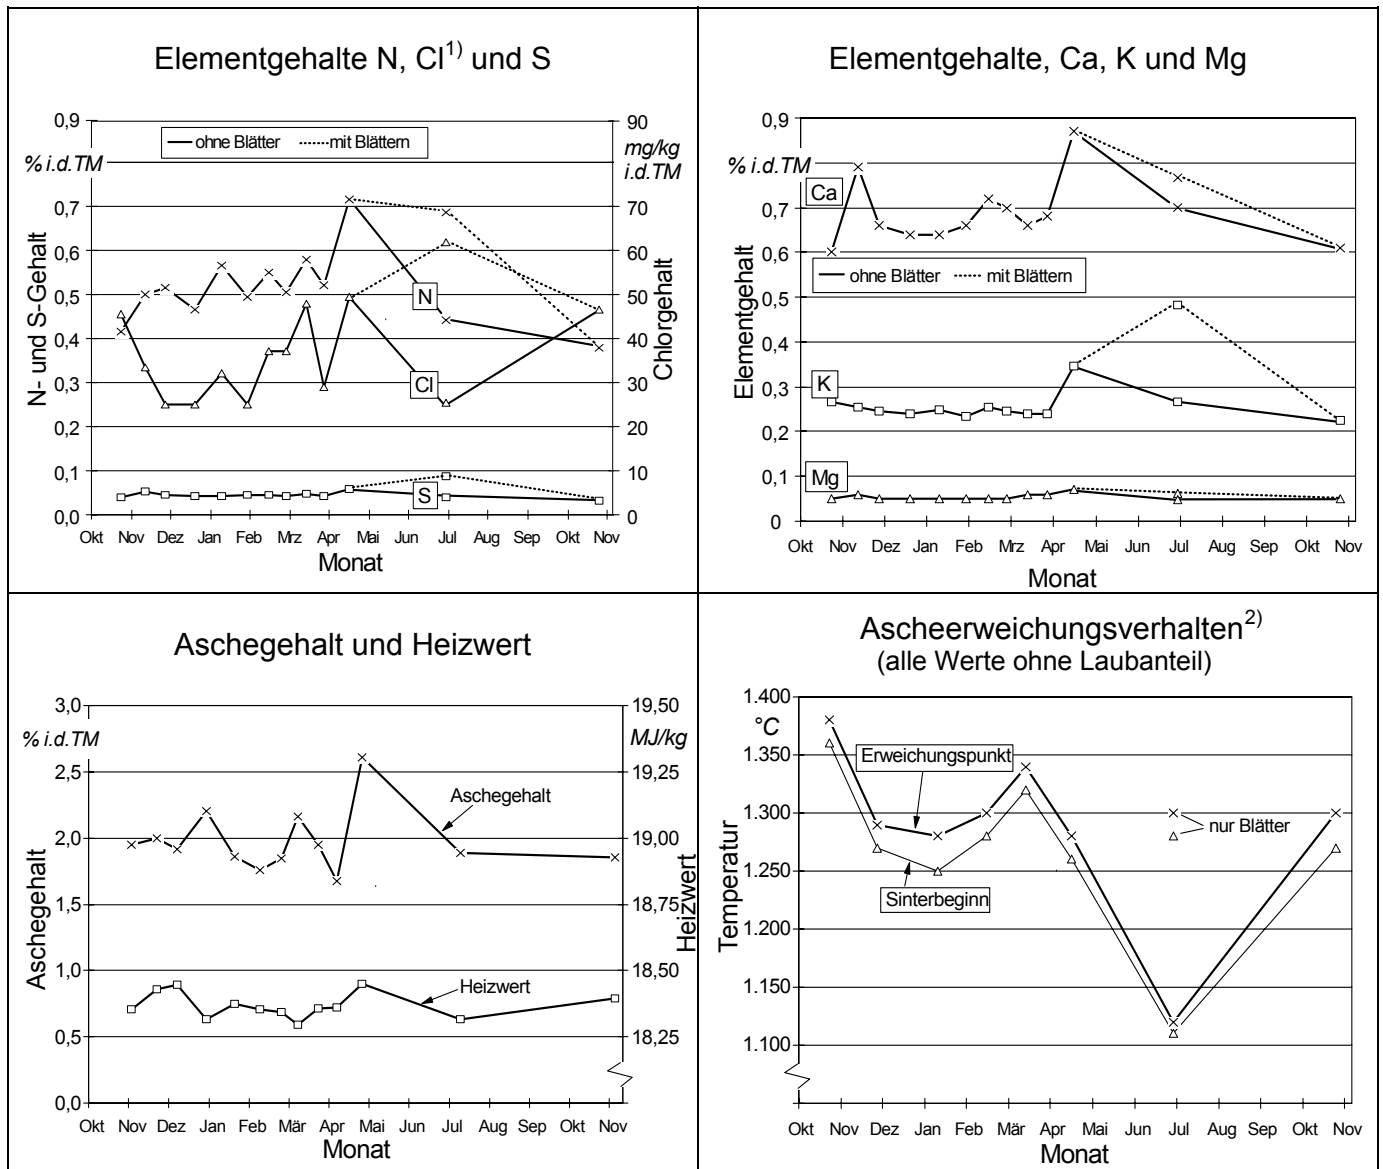 Elementgehalte N, Cl1) und S
0,9
0,7
0,6
0,5
0,4
0,3
0,2
0,1
0,0
% i.d.TM
N- und S-Gehalt
ohne Blätter
mit Blättern
N
Cl
S
90
mg/kg
i.d.TM
70
60
50
40
30
20
10
0
Chlorgehalt
Okt Nov Dez Jan Feb Mrz Apr Mai Jun Jul Aug Sep Okt Nov
Monat
Elementgehalte, Ca, K und Mg
0,9
% i.d.TM
0,7
0,6
0,5
0,4
0,3
0,2
0,1
0
Elementgehalt
Ca
ohne Blätter
mit Blättern
K
Mg
Okt Nov Dez Jan Feb Mrz Apr Mai Jun Jul Aug Sep Okt Nov
Monat
Aschegehalt und Heizwert
3,0
% i.d.TM
2,5
2,0
1,5
1,0
0,5
0,0
Aschegehalt
Aschegehalt
Heizwert
19,50
MJ/kg
19,25
19,00
18,75
18,50
18,25
Heizwert
Okt Nov Dez Jan Feb Mär Apr Mai Jun Jul Aug Sep Okt Nov
Monat
Ascheerweichungsverhalten2)
(alle Werte ohne Laubanteil)
1.400
°C
1.350
1.300
1.250
1.200
1.150
1.100
Temperatur
Erweichungspunkt
Sinterbeginn
nur Blätter
Okt Nov Dez Jan Feb Mär Apr Mai Jun Jul Aug Sep Okt Nov
Monat